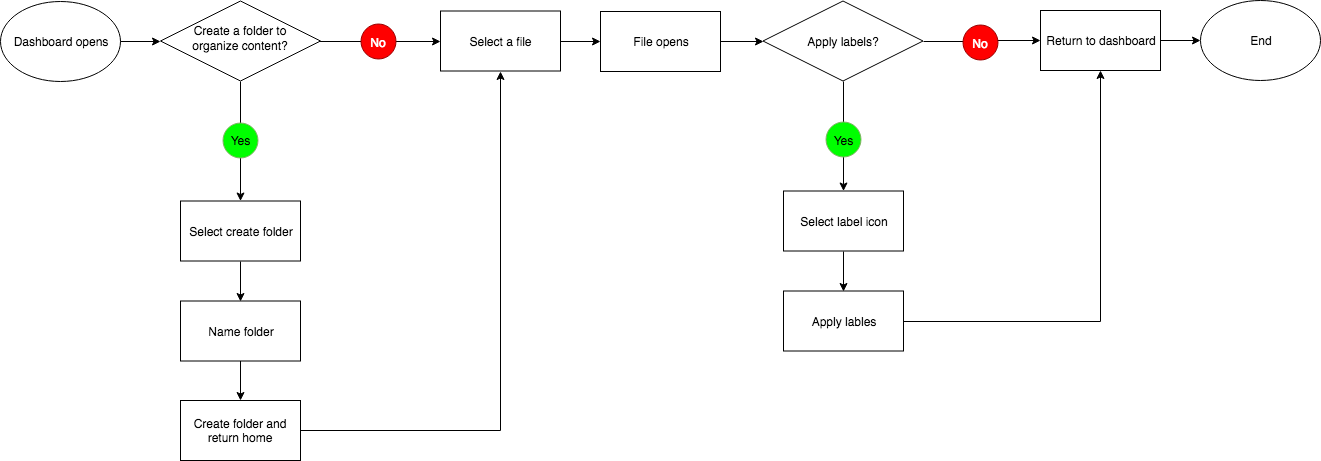 Dashboard opens
Create a folder to
organize content?
No
Select a file
File opens
Apply labels?
No
Return to dashboard
End
Yes
Select create folder
Name folder
Create folder and
return home
Yes
Select label icon
Apply lables